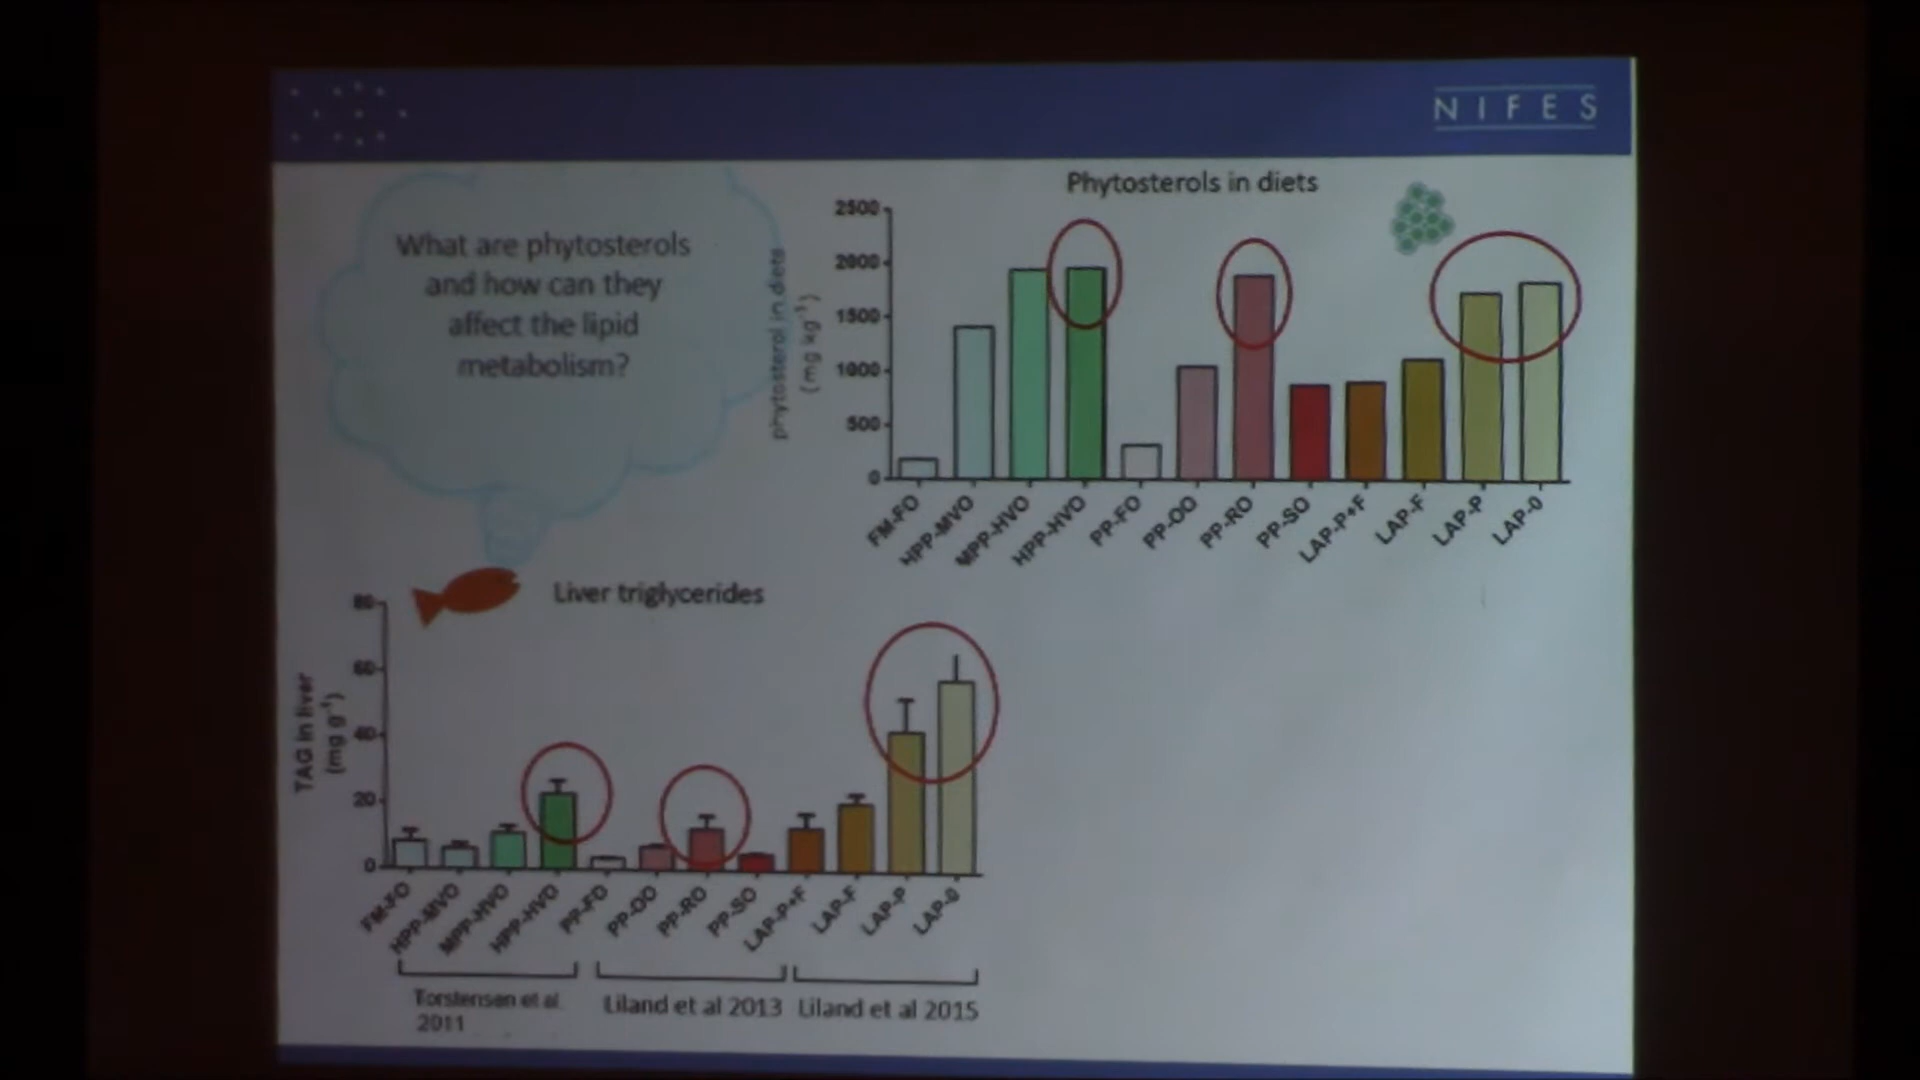 NIFES
What are phytosterols
and how can they
affect the lipid
metabolism?
Phytosterols in diets
phytosterol in diets
(mg kg⁻¹)
2500
2000
1500
1000
500
0
FM-FO
HPP-MVO
MPP-HVO
HPP-HVO
PP-FO
PP-OO
PP-RO
PP-SO
LAP-P+F
LAP-F
LAP-P
LAP-0
Liver triglycerides
TAG in liver
(mg g⁻¹)
80
60
40
20
0
FM-FO
HPP-MVO
MPP-HVO
HPP-HVO
PP-FO
PP-OO
PP-RO
PP-SO
LAP-P+F
LAP-F
LAP-P
LAP-0
Torstensen et al.
2011
Liland et al 2013
Liland et al 2015